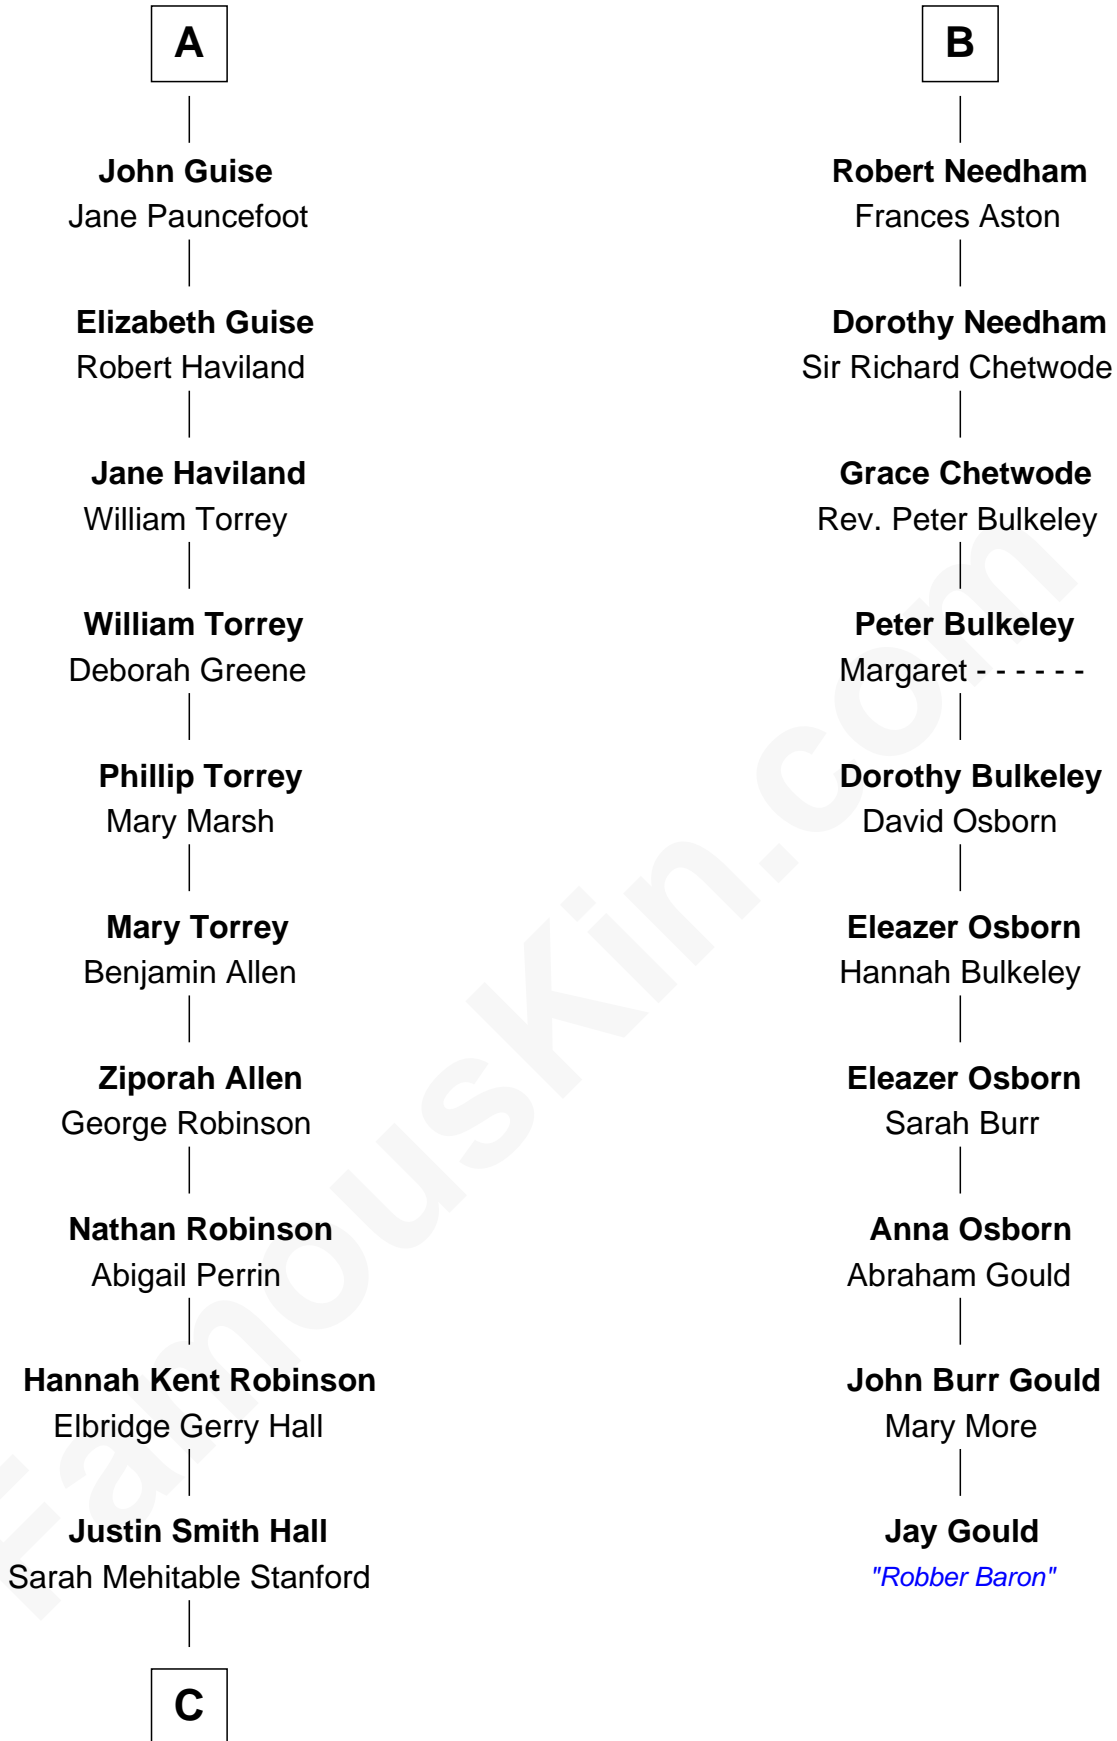 A
John Guise
Jane Pauncefoot
Elizabeth Guise
Robert Haviland
Jane Haviland
William Torrey
William Torrey
Deborah Greene
Phillip Torrey
Mary Marsh
Mary Torrey
Benjamin Allen
Ziporah Allen
George Robinson
Nathan Robinson
Abigail Perrin
Hannah Kent Robinson
Elbridge Gerry Hall
Justin Smith Hall
Sarah Mehitable Stanford
C
B
Robert Needham
Frances Aston
Dorothy Needham
Sir Richard Chetwode
Grace Chetwode
Rev. Peter Bulkeley
Peter Bulkeley
Margaret - - - - - -
Dorothy Bulkeley
David Osborn
Eleazer Osborn
Hannah Bulkeley
Eleazer Osborn
Sarah Burr
Anna Osborn
Abraham Gould
John Burr Gould
Mary More
Jay Gould
"Robber Baron"
FamousKin.com